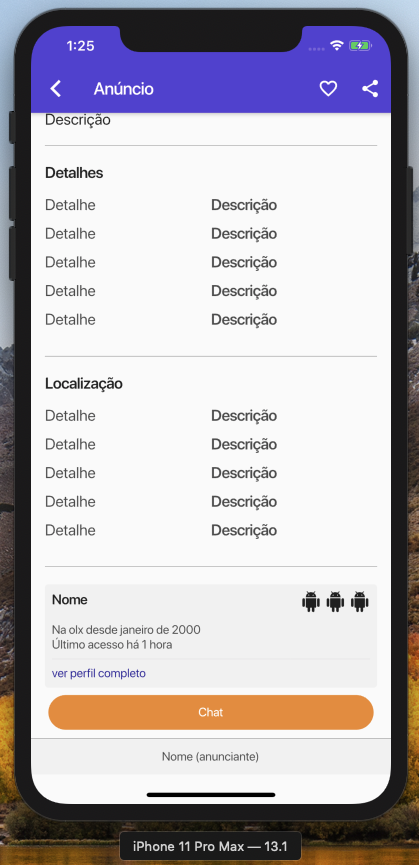 1:25
Anúncio
Descrição
Detalhes
Detalhe Descrição
Detalhe Descrição
Detalhe Descrição
Detalhe Descrição
Detalhe Descrição
Localização
Detalhe Descrição
Detalhe Descrição
Detalhe Descrição
Detalhe Descrição
Detalhe Descrição
Nome
Na olx desde janeiro de 2000
Último acesso há 1 hora
ver perfil completo
Chat
Nome (anunciante)
iPhone 11 Pro Max — 13.1